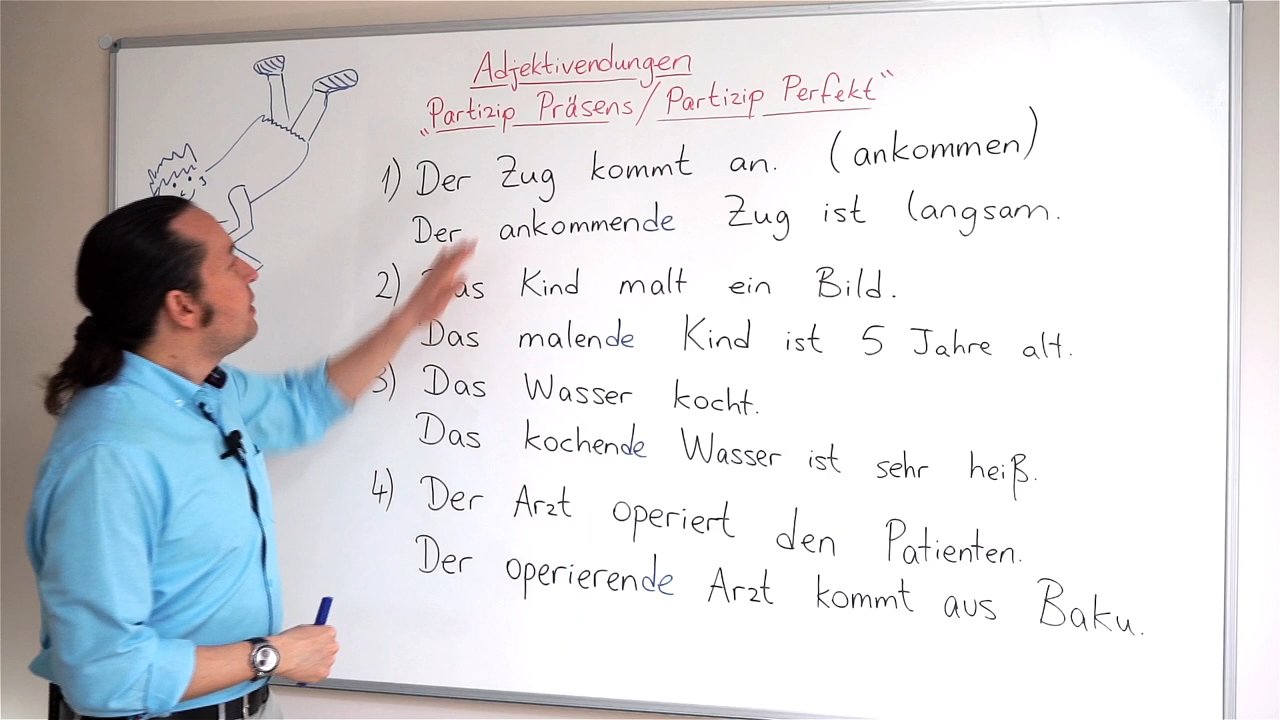 Adjektivendungen
„Partizip Präsens/Partizip Perfekt“
1) Der Zug kommt an. (ankommen)
Der ankommende Zug ist langsam.
2) Das Kind malt ein Bild.
Das malende Kind ist 5 Jahre alt.
3) Das Wasser kocht.
Das kochende Wasser ist sehr heiß.
4) Der Arzt operiert den Patienten.
Der operierende Arzt kommt aus Baku.